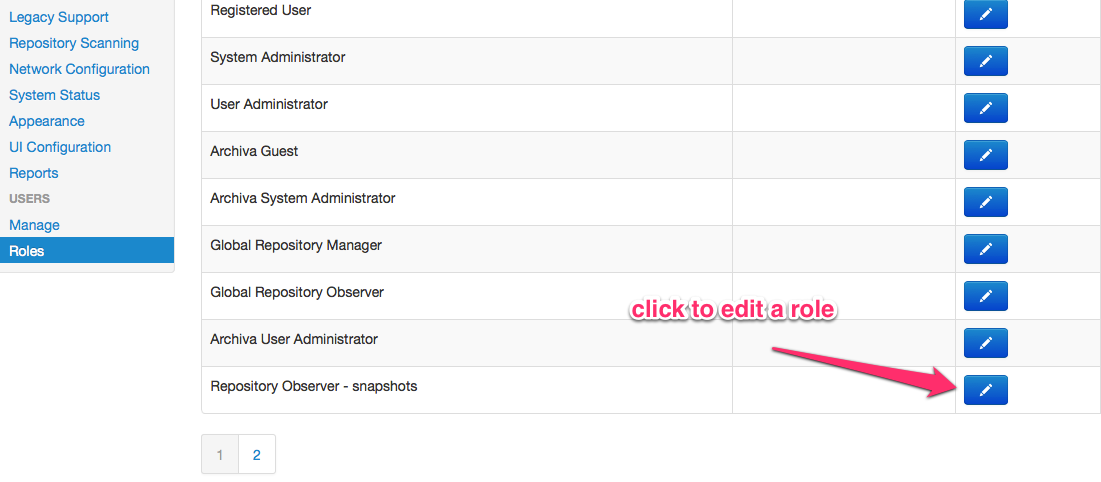 Legacy Support
Repository Scanning
Network Configuration
System Status
Appearance
UI Configuration
Reports
USERS
Manage
Roles
Registered User
System Administrator
User Administrator
Archiva Guest
Archiva System Administrator
Global Repository Manager
Global Repository Observer
click to edit a role
Archiva User Administrator
Repository Observer - snapshots
1 2